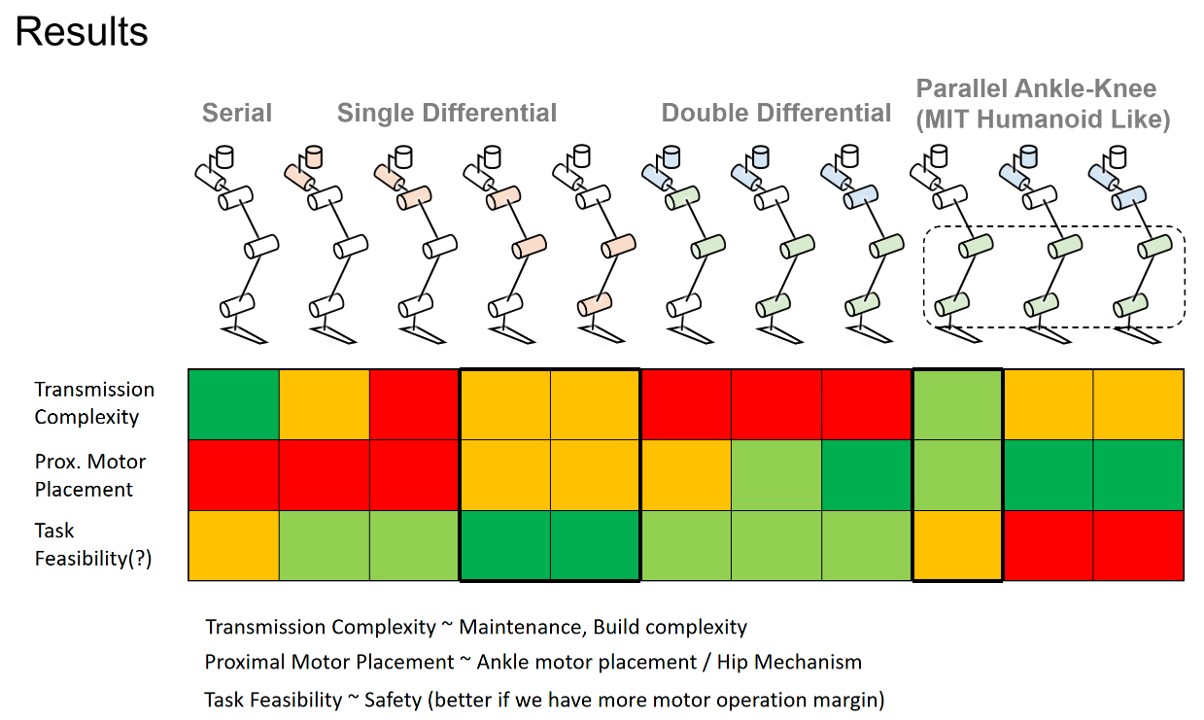 Results
Serial
Single Differential
Double Differential
Parallel Ankle-Knee
(MIT Humanoid Like)
Transmission
Complexity
Prox. Motor
Placement
Task
Feasibility(?)
Transmission Complexity ~ Maintenance, Build complexity
Proximal Motor Placement ~ Ankle motor placement / Hip Mechanism
Task Feasibility ~ Safety (better if we have more motor operation margin)